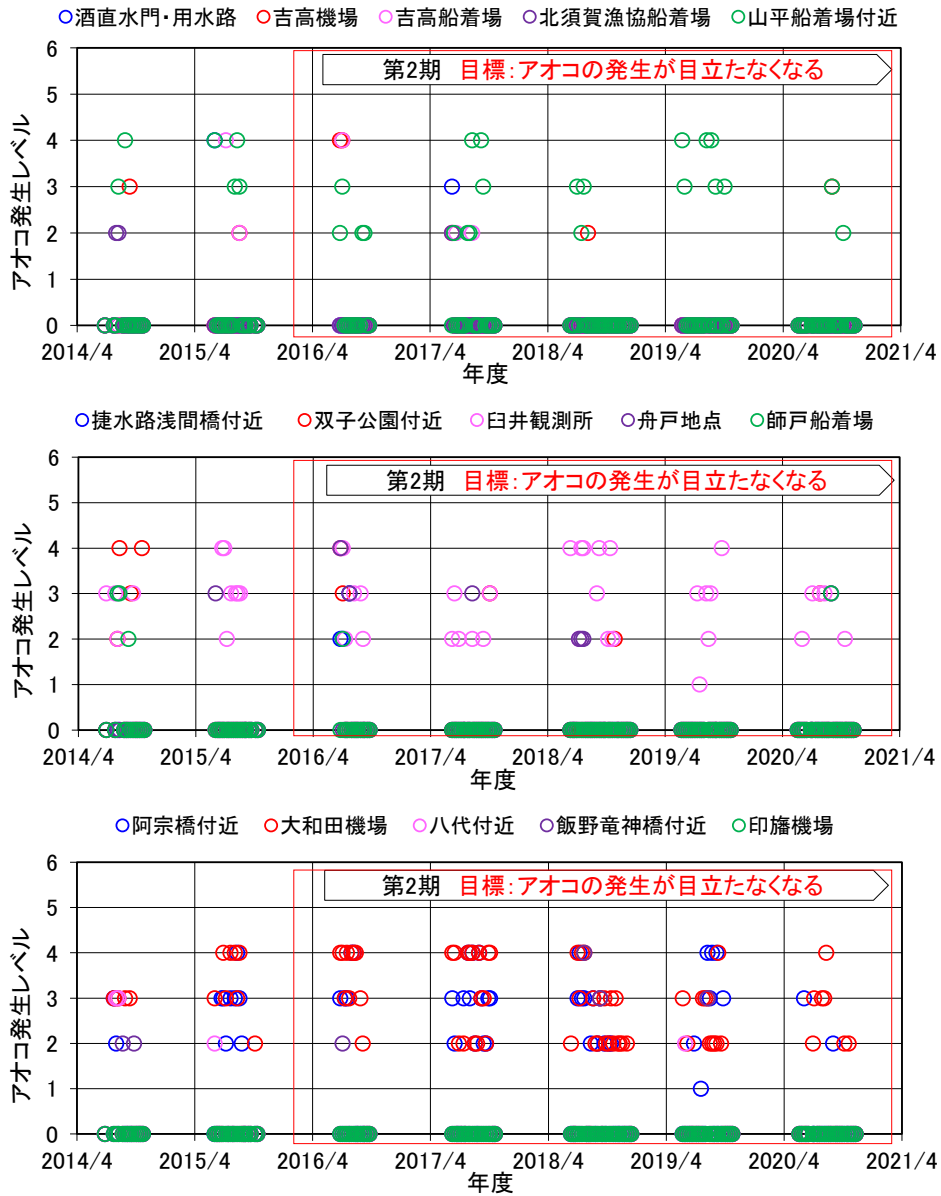 酒直水門・用水路 吉高機場 吉高船着場 北須賀漁協船着場 山平船着場付近
6
第2期 目標：アオコの発生が目立たなくなる
5
4
3
2
1
0
アオコ発生レベル
2014/4 2015/4 2016/4 2017/4 2018/4 2019/4 2020/4 2021/4
年度
捷水路浅間橋付近 双子公園付近 臼井観測所 舟戸地点 師戸船着場
6
第2期 目標：アオコの発生が目立たなくなる
5
4
3
2
1
0
アオコ発生レベル
2014/4 2015/4 2016/4 2017/4 2018/4 2019/4 2020/4 2021/4
年度
阿宗橋付近 大和田機場 八代付近 飯野竜神橋付近 印旛機場
6
第2期 目標：アオコの発生が目立たなくなる
5
4
3
2
1
0
アオコ発生レベル
2014/4 2015/4 2016/4 2017/4 2018/4 2019/4 2020/4 2021/4
年度